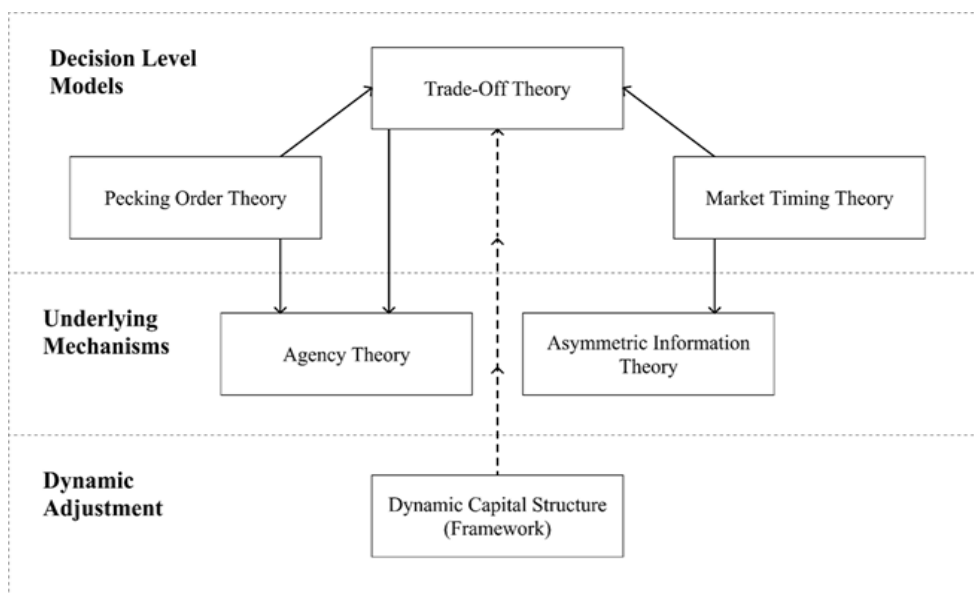 Decision Level
Models
Trade-Off Theory
Pecking Order Theory
Market Timing Theory
Underlying
Mechanisms
Agency Theory
Asymmetric Information
Theory
Dynamic
Adjustment
Dynamic Capital Structure
(Framework)